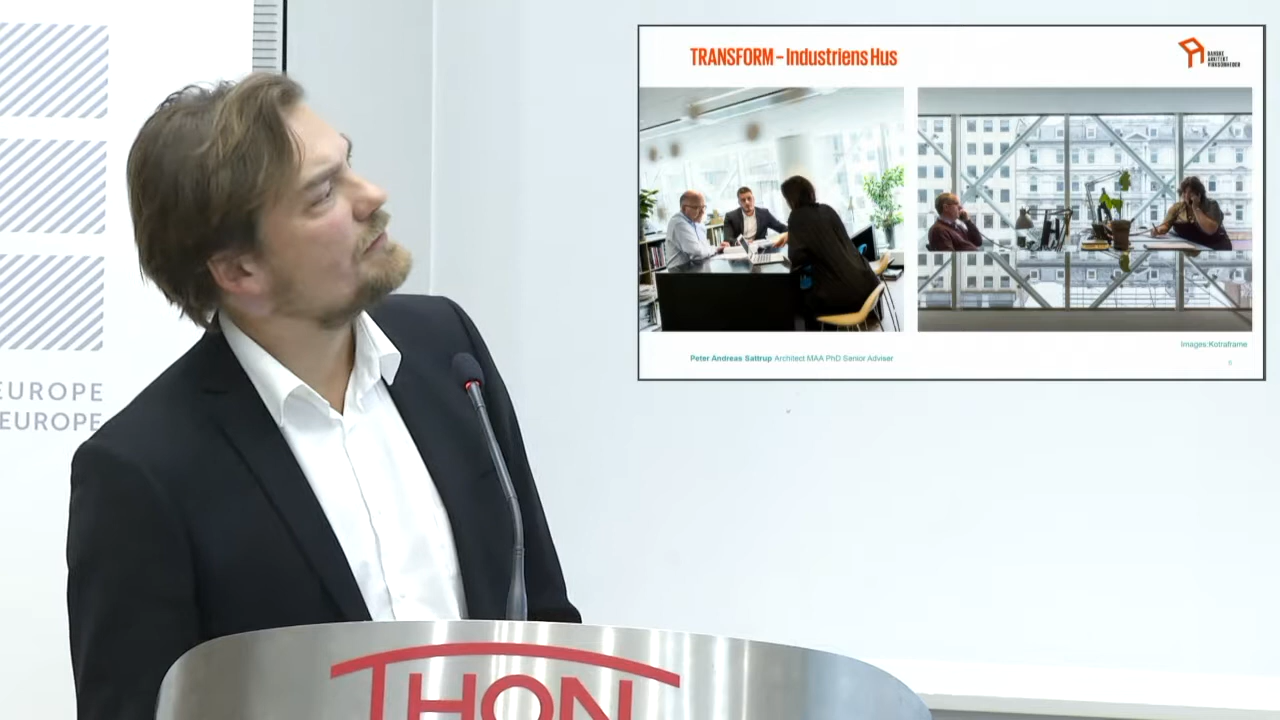 EUROPE
EUROPE
TRANSFORM – Industriens Hus
DANSKE
ARKITEKT
VIRKSOMHEDER
Images:Kotraframe
Peter Andreas Sattrup Architect MAA PhD Senior Adviser
THON